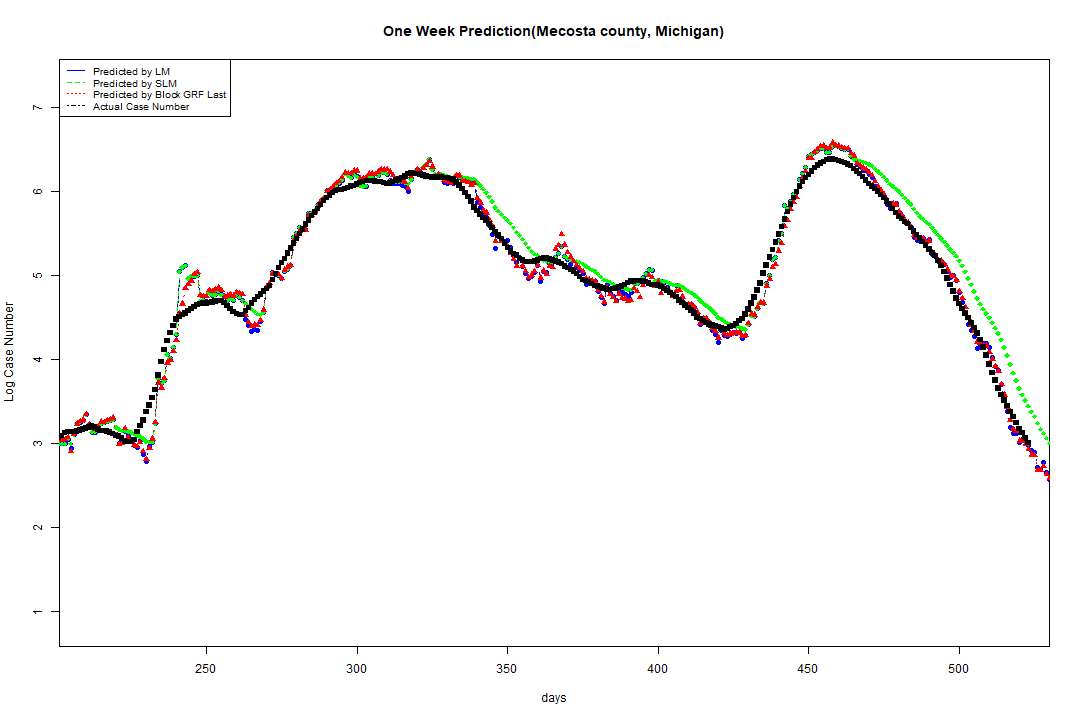 One Week Prediction(Mecosta county, Michigan)
Predicted by LM
Predicted by SLM
Predicted by Block GRF Last
Actual Case Number
7
6
5
4
3
2
1
Log Case Number
250 300 350 400 450 500
days